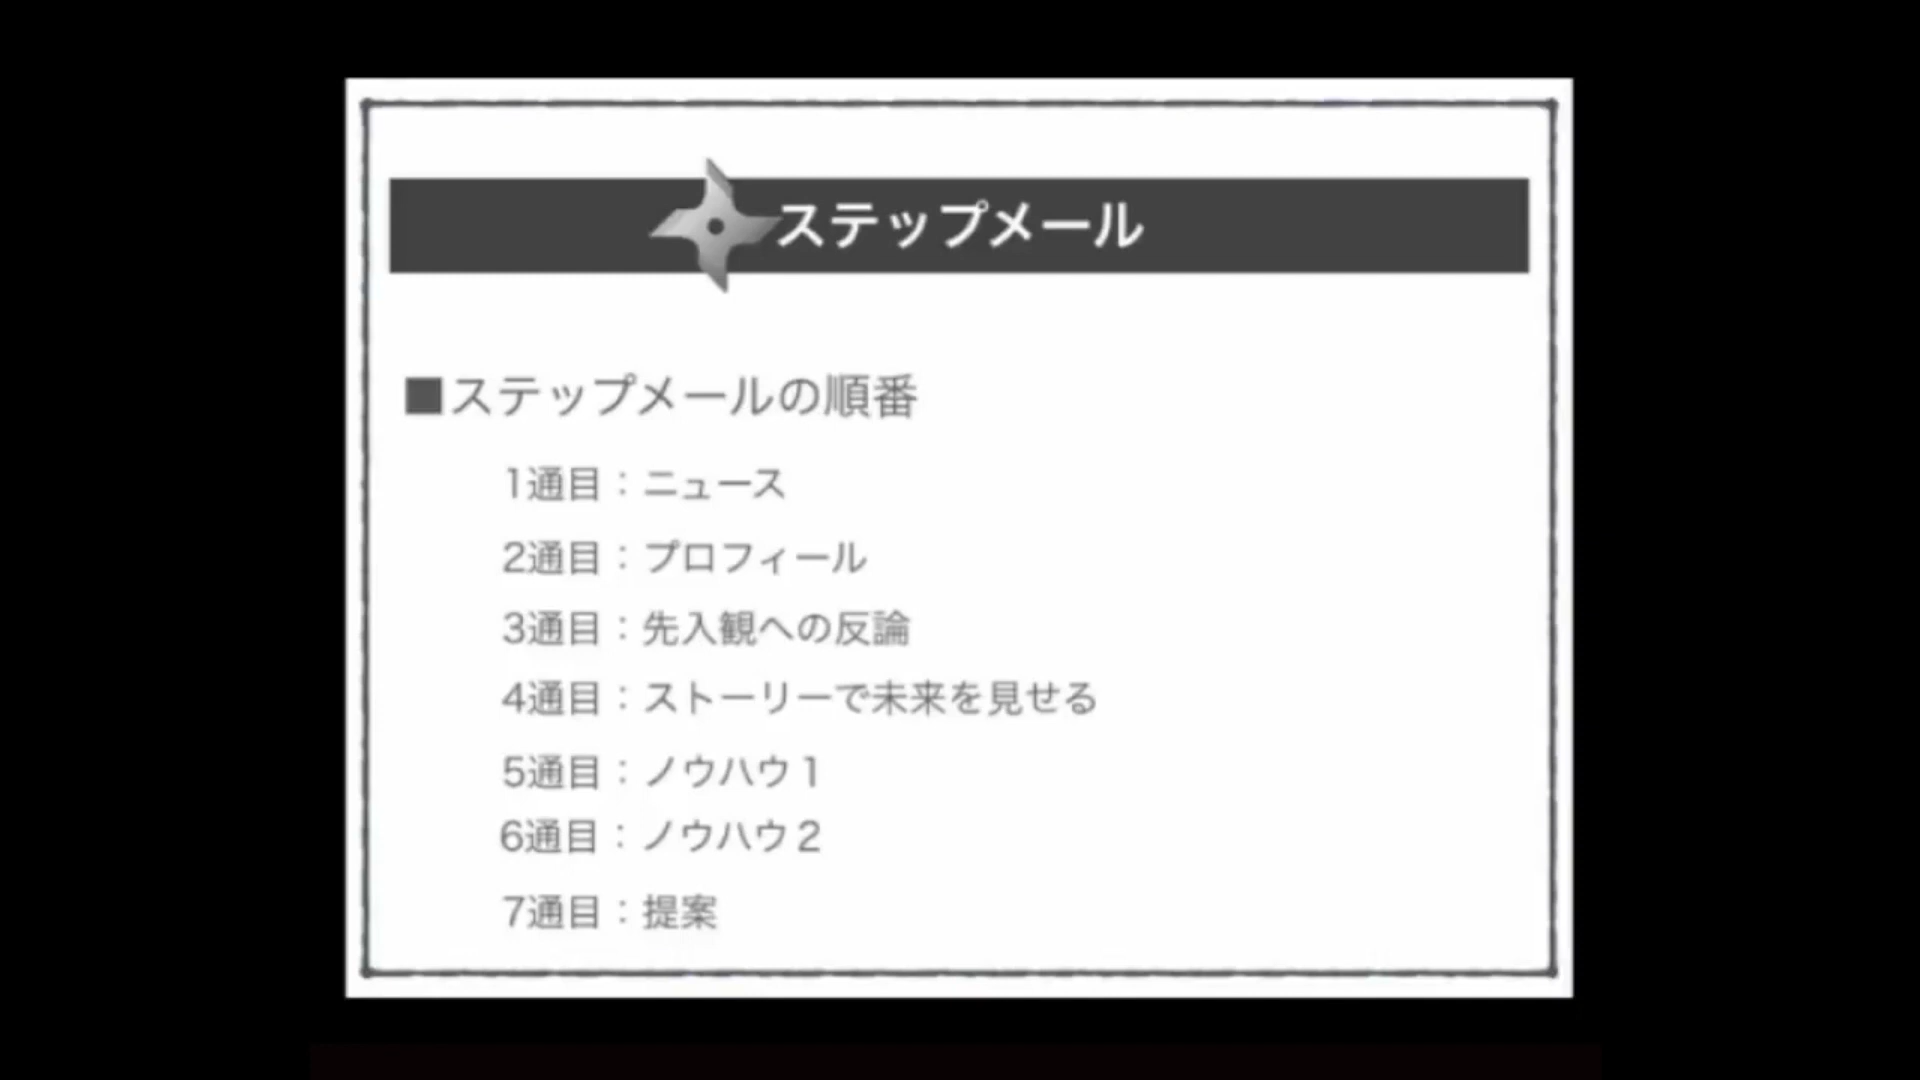 ステップメール
■ステップメールの順番
1通目：ニュース
2通目：プロフィール
3通目：先入観への反論
4通目：ストーリーで未来を見せる
5通目：ノウハウ1
6通目：ノウハウ2
7通目：提案